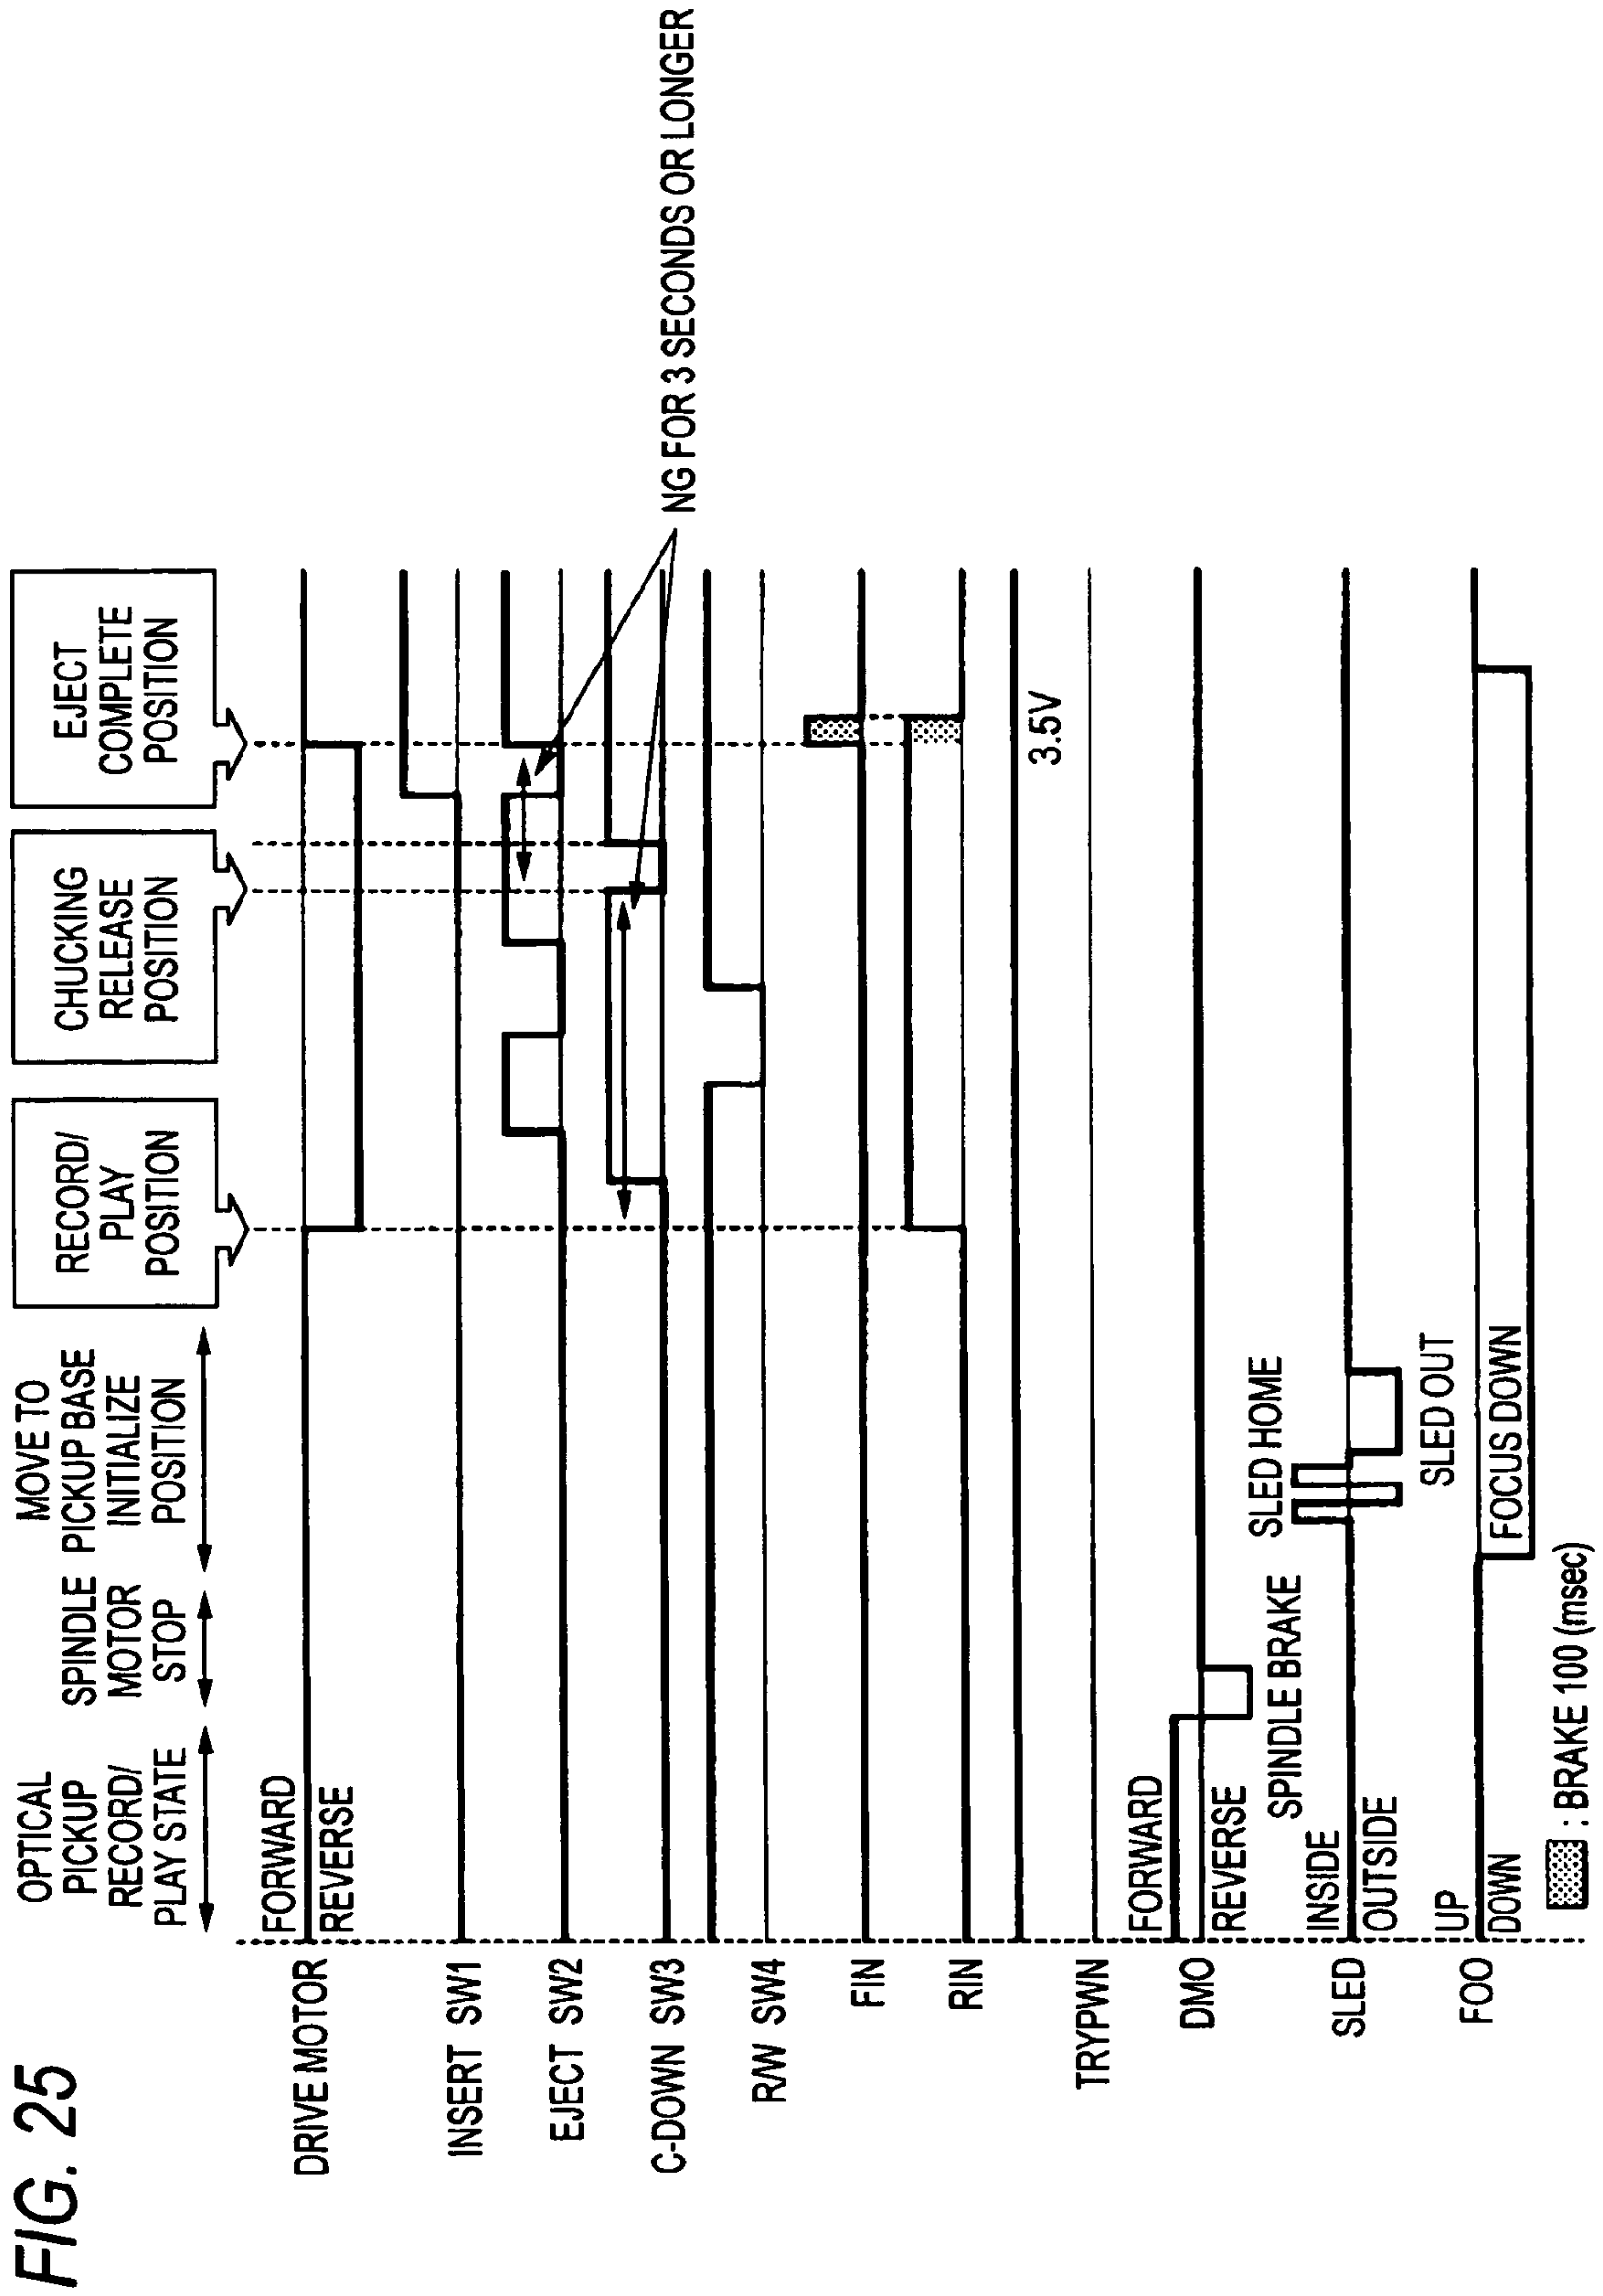 FIG. 25
OPTICAL
PICKUP
RECORD/
PLAY STATE
SPINDLE
MOTOR
STOP
MOVE TO
PICKUP BASE
INITIALIZE
POSITION
RECORD/
PLAY
POSITION
CHUCKING
RELEASE
POSITION
EJECT
COMPLETE
POSITION
DRIVE MOTOR
FORWARD
REVERSE
INSERT SW1
EJECT SW2
C-DOWN SW3
NG FOR 3 SECONDS OR LONGER
R/W SW4
FIN
RIN
3.5V
TRYPWN
DMO
FORWARD
REVERSE
SPINDLE BRAKE
SLED HOME
SLED
INSIDE
OUTSIDE
SLED OUT
FOO
UP
DOWN
FOCUS DOWN
: BRAKE 100 (msec)